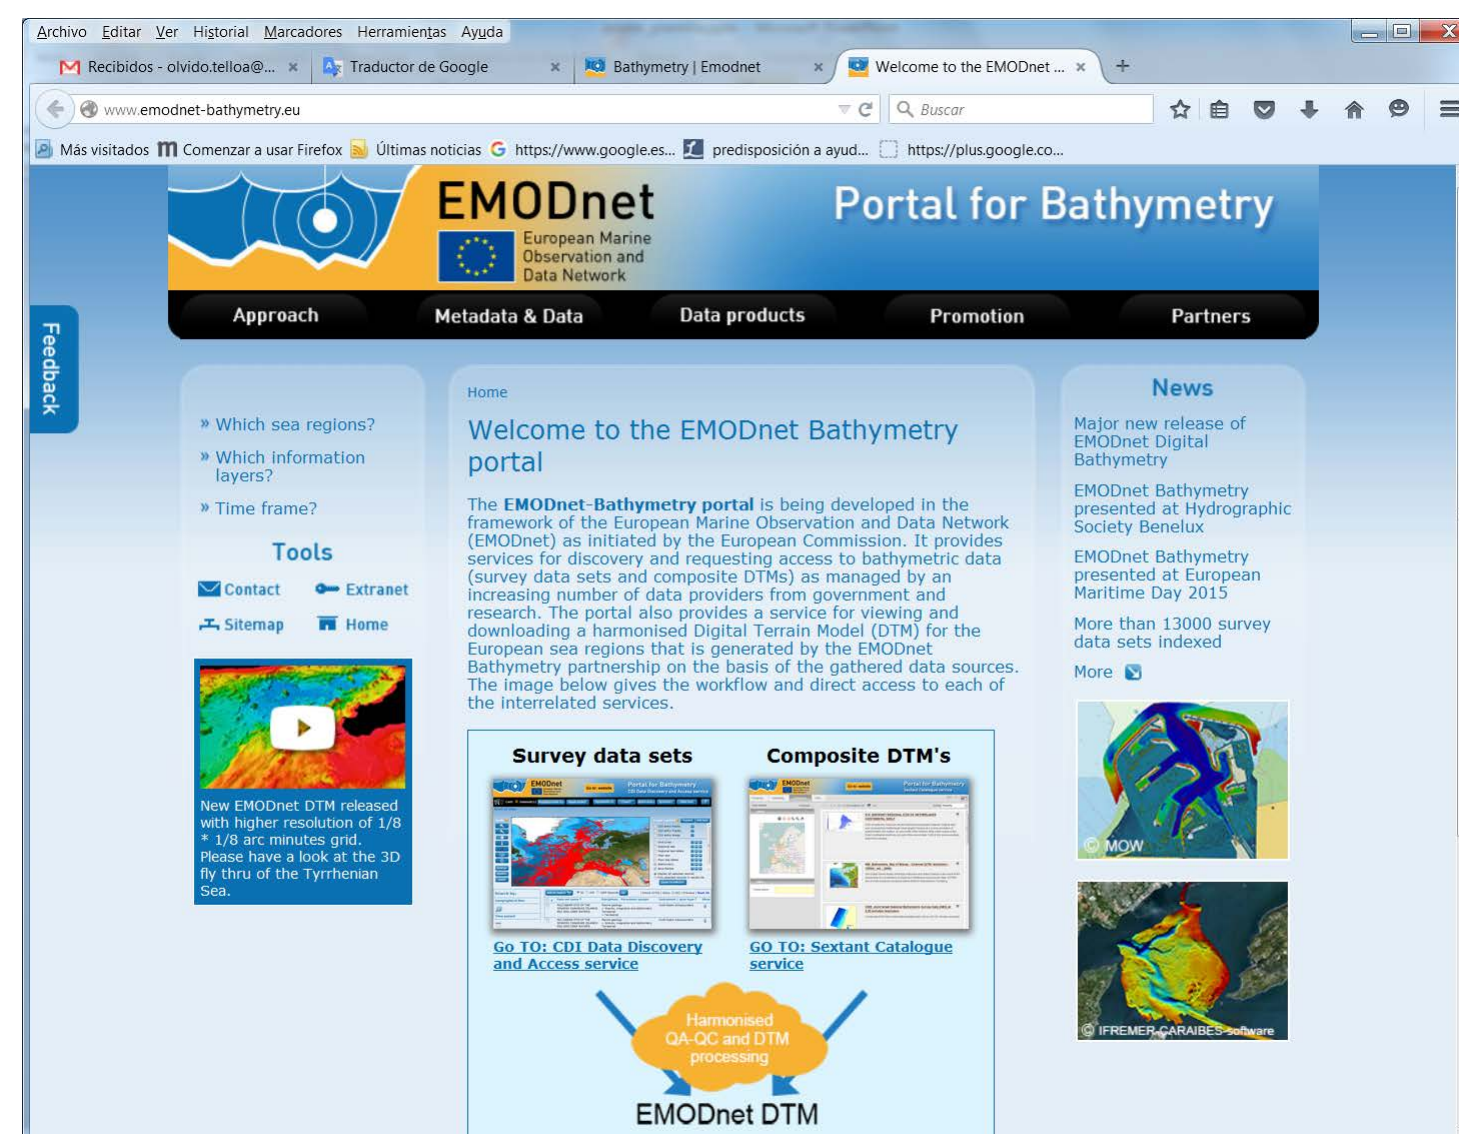 Archivo Editar Ver Historial Marcadores Herramientas Ayuda
Recibidos - olvido.telloa@... × Traductor de Google × Bathymetry | Emodnet × Welcome to the EMODnet ... × +
www.emodnet-bathymetry.eu Buscar
Más visitados Comenzar a usar Firefox Últimas noticias https://www.google.es... predisposición a ayud... https://plus.google.co...
EMODnet
European Marine
Observation and
Data Network
Portal for Bathymetry
Approach Metadata & Data Data products Promotion Partners
Feedback
» Which sea regions?
» Which information
layers?
» Time frame?
Tools
Contact Extranet
Sitemap Home
New EMODnet DTM released
with higher resolution of 1/8
* 1/8 arc minutes grid.
Please have a look at the 3D
fly thru of the Tyrrhenian
Sea.
Home
Welcome to the EMODnet Bathymetry
portal
The EMODnet-Bathymetry portal is being developed in the
framework of the European Marine Observation and Data Network
(EMODnet) as initiated by the European Commission. It provides
services for discovery and requesting access to bathymetric data
(survey data sets and composite DTMs) as managed by an
increasing number of data providers from government and
research. The portal also provides a service for viewing and
downloading a harmonised Digital Terrain Model (DTM) for the
European sea regions that is generated by the EMODnet
Bathymetry partnership on the basis of the gathered data sources.
The image below gives the workflow and direct access to each of
the interrelated services.
Survey data sets
Composite DTM's
EMODnet
Portal for Bathymetry
EMODnet
Portal for Bathymetry
Go TO: CDI Data Discovery
and Access service
GO TO: Sextant Catalogue
service
Harmonised
QA-QC and DTM
processing
EMODnet DTM
News
Major new release of
EMODnet Digital
Bathymetry
EMODnet Bathymetry
presented at Hydrographic
Society Benelux
EMODnet Bathymetry
presented at European
Maritime Day 2015
More than 13000 survey
data sets indexed
More
© MOW
© IFREMER-CARAIBES-software